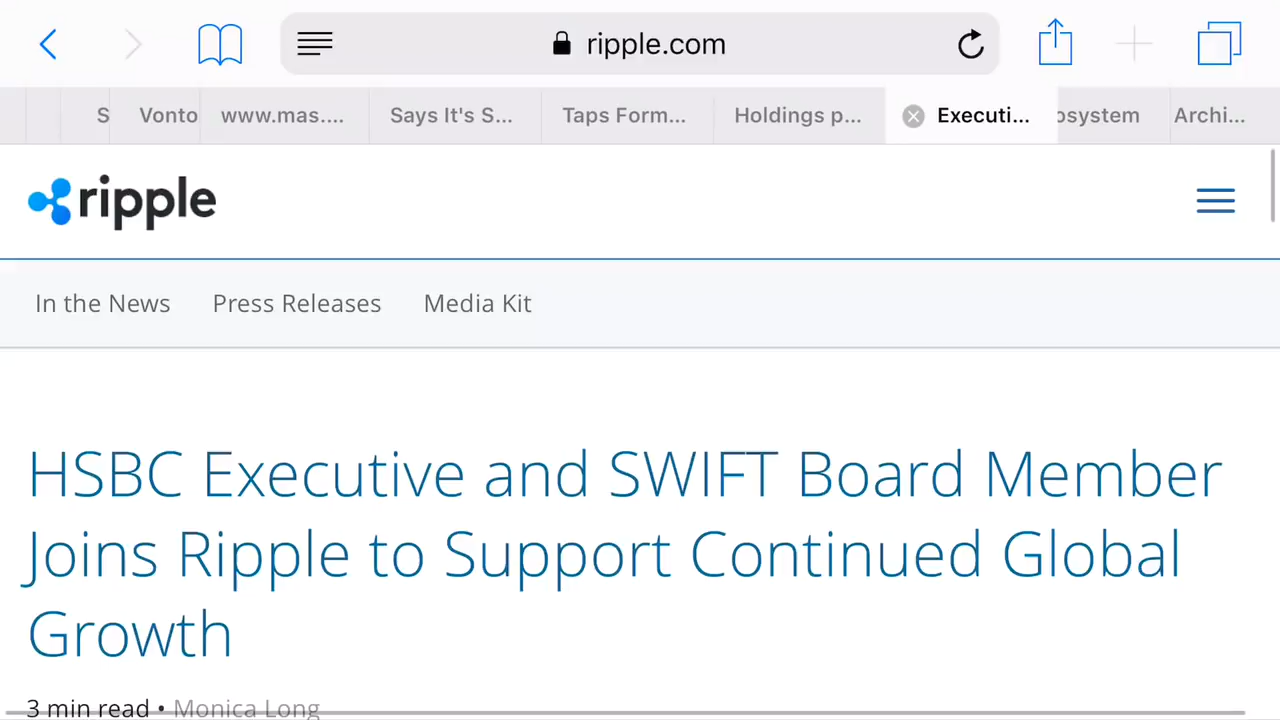 ripple.com
S
Vonto
www.mas....
Says It's S...
Taps Form...
Holdings p...
Executi...
osystem
Archi...
ripple
In the News
Press Releases
Media Kit
HSBC Executive and SWIFT Board Member
Joins Ripple to Support Continued Global
Growth
3 min read • Monica Long